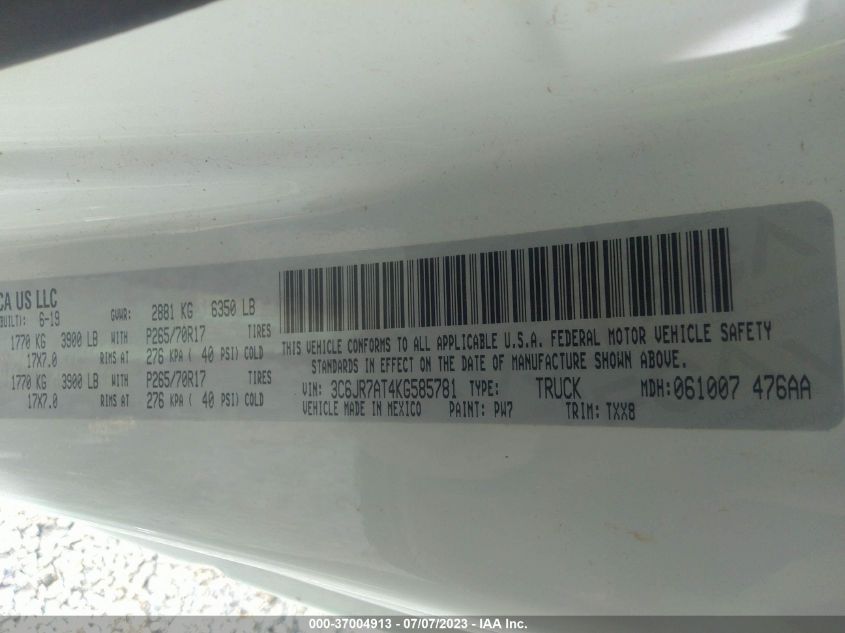 CA US LLC
BUILT): 6-19 GVWR: 2881 KG 6350 LB
1770 KG 3900 LB WITH P265/70R17 TIRES
17X7.0 RIMS AT 276 KPA ( 40 PSI) COLD
1770 KG 3900 LB WITH P265/70R17 TIRES
17X7.0 RIMS AT 276 KPA ( 40 PSI) COLD
THIS VEHICLE CONFORMS TO ALL APPLICABLE U.S.A. FEDERAL MOTOR VEHICLE SAFETY
STANDARDS IN EFFECT ON THE DATE OF MANUFACTURE SHOWN ABOVE.
VIN: 3C6JR7AT4KG585781 TYPE: TRUCK MDH: 061007 476AA
VEHICLE MADE IN MEXICO PAINT: PW7 TRIM: TXX8
000-37004913 - 07/07/2023 - IAA Inc.